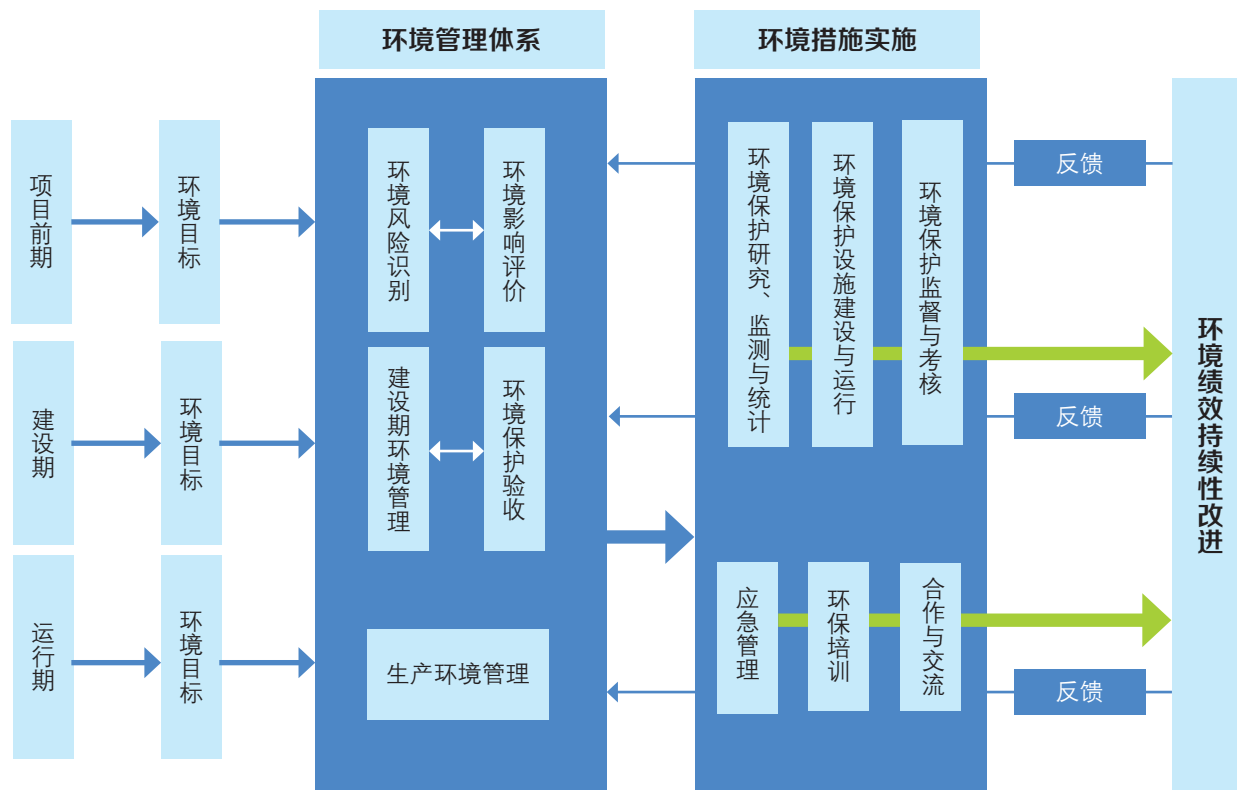 环境管理体系
环境措施实施
项目前期
环境目标
环境风险识别
环境影响评价
建设期
环境目标
建设期环境管理
环境保护验收
运行期
环境目标
生产环境管理
环境保护研究、监测与统计
环境保护设施建设与运行
环境保护监督与考核
应急管理
环保培训
合作与交流
反馈
反馈
反馈
环境绩效持续性改进